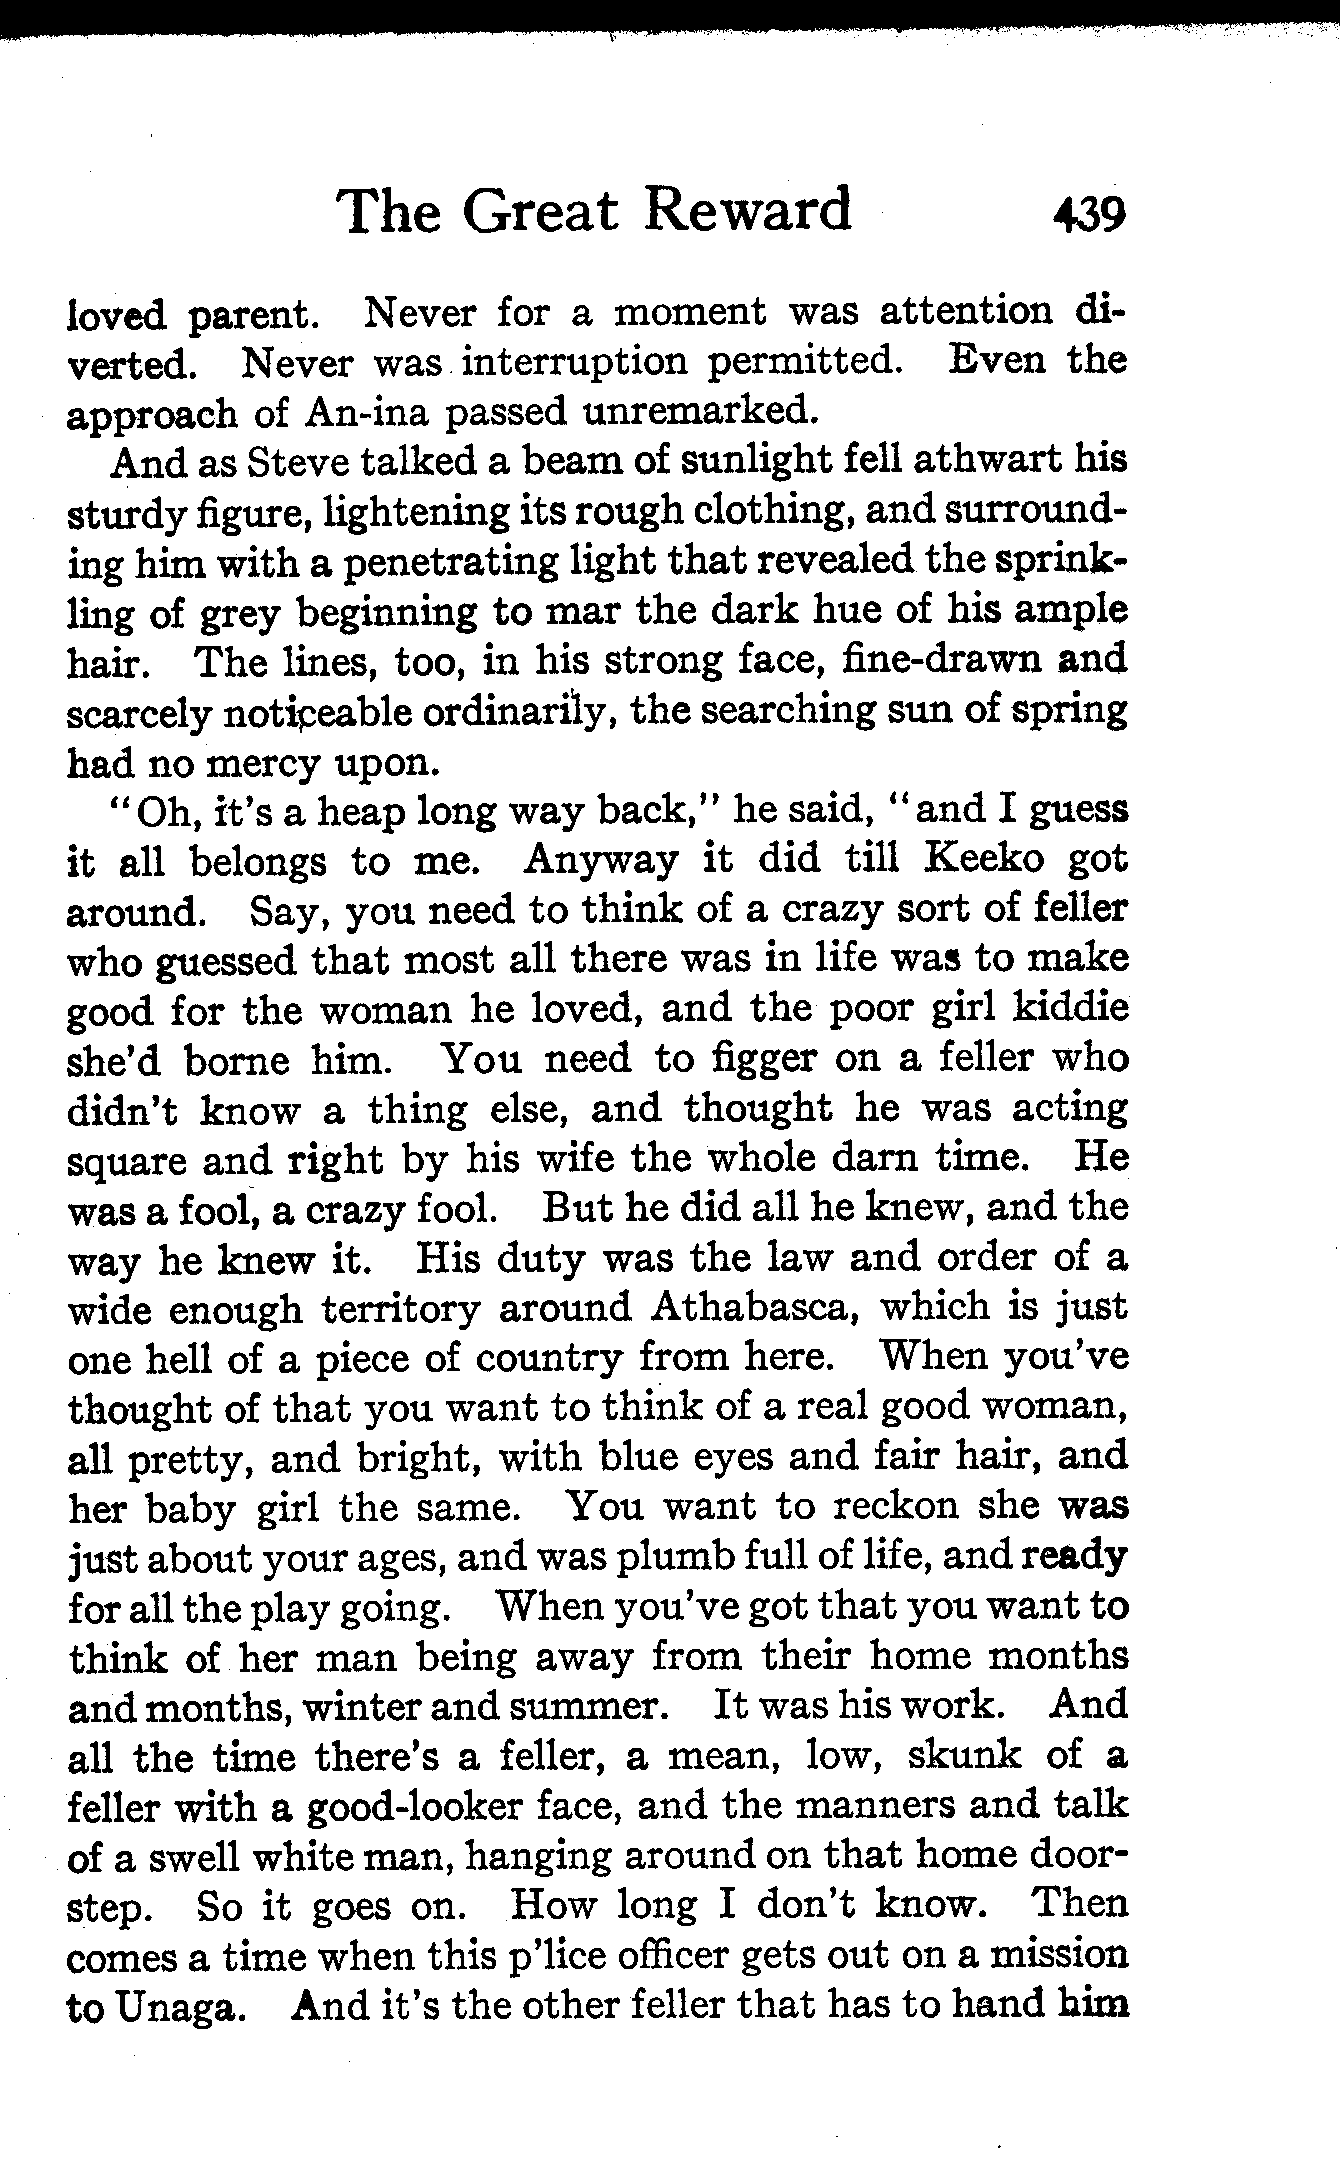 The Great Reward 439
loved parent. Never for a moment was attention di-
verted. Never was interruption permitted. Even the
approach of An-ina passed unremarked.
And as Steve talked a beam of sunlight fell athwart his
sturdy figure, lightening its rough clothing, and surround-
ing him with a penetrating light that revealed the sprink-
ling of grey beginning to mar the dark hue of his ample
hair. The lines, too, in his strong face, fine-drawn and
scarcely noticeable ordinarily, the searching sun of spring
had no mercy upon.
"Oh, it's a heap long way back," he said, "and I guess
it all belongs to me. Anyway it did till Keeko got
around. Say, you need to think of a crazy sort of feller
who guessed that most all there was in life was to make
good for the woman he loved, and the poor girl kiddie
she'd borne him. You need to figger on a feller who
didn't know a thing else, and thought he was acting
square and right by his wife the whole darn time. He
was a fool, a crazy fool. But he did all he knew, and the
way he knew it. His duty was the law and order of a
wide enough territory around Athabasca, which is just
one hell of a piece of country from here. When you've
thought of that you want to think of a real good woman,
all pretty, and bright, with blue eyes and fair hair, and
her baby girl the same. You want to reckon she was
just about your ages, and was plumb full of life, and ready
for all the play going. When you've got that you want to
think of her man being away from their home months
and months, winter and summer. It was his work. And
all the time there's a feller, a mean, low, skunk of a
feller with a good-looker face, and the manners and talk
of a swell white man, hanging around on that home door-
step. So it goes on. How long I don't know. Then
comes a time when this p'lice officer gets out on a mission
to Unaga. And it's the other feller that has to hand him